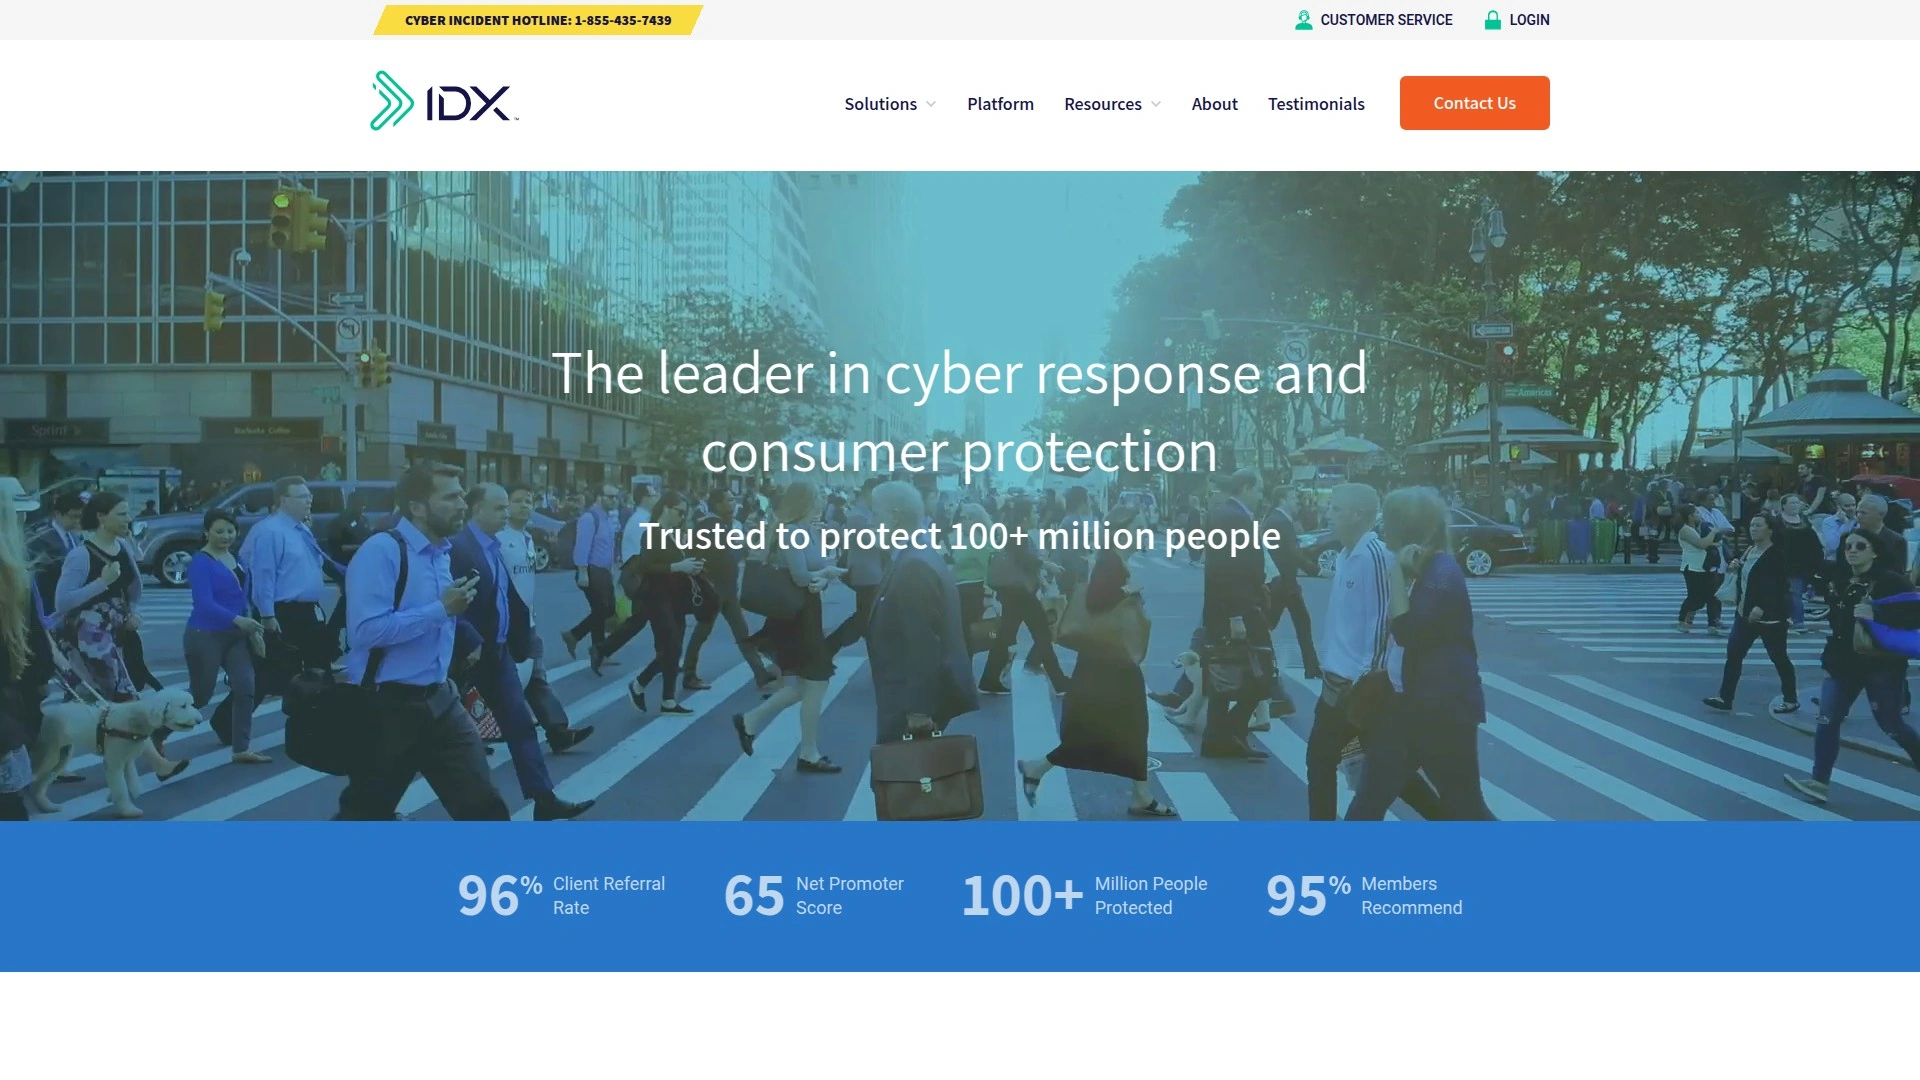 CYBER INCIDENT HOTLINE: 1-855-435-7439
CUSTOMER SERVICE
LOGIN
IDX
Solutions
Platform
Resources
About
Testimonials
Contact Us
The leader in cyber response and
consumer protection
Trusted to protect 100+ million people
96% Client Referral
Rate
65 Net Promoter
Score
100+ Million People
Protected
95% Members
Recommend